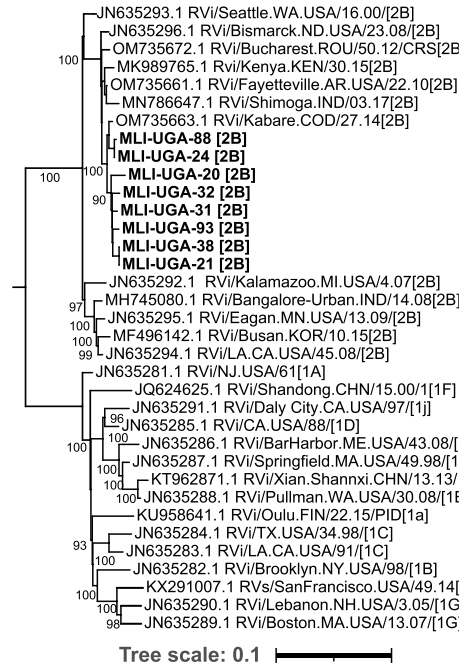 JN635293.1 RVi/Seattle.WA.USA/16.00/[2B]
JN635296.1 RVi/Bismarck.ND.USA/23.08/[2B]
OM735672.1 RVi/Bucharest.ROU/50.12/CRS[2B
MK989765.1 RVi/Kenya.KEN/30.15[2B]
OM735661.1 RVi/Fayetteville.AR.USA/22.10[2B]
MN786647.1 RVi/Shimoga.IND/03.17[2B]
OM735663.1 RVi/Kabare.COD/27.14[2B]
MLI-UGA-88 [2B]
MLI-UGA-24 [2B]
MLI-UGA-20 [2B]
MLI-UGA-32 [2B]
MLI-UGA-31 [2B]
MLI-UGA-93 [2B]
MLI-UGA-38 [2B]
MLI-UGA-21 [2B]
JN635292.1 RVi/Kalamazoo.MI.USA/4.07[2B]
MH745080.1 RVi/Bangalore-Urban.IND/14.08[2B]
JN635295.1 RVi/Eagan.MN.USA/13.09/[2B]
MF496142.1 RVi/Busan.KOR/10.15[2B]
JN635294.1 RVi/LA.CA.USA/45.08/[2B]
JN635281.1 RVi/NJ.USA/61[1A]
JQ624625.1 RVi/Shandong.CHN/15.00/1[1F]
JN635291.1 RVi/Daly City.CA.USA/97/[1j]
JN635285.1 RVi/CA.USA/88/[1D]
JN635286.1 RVi/BarHarbor.ME.USA/43.08/[
JN635287.1 RVi/Springfield.MA.USA/49.98/[1
KT962871.1 RVi/Xian.Shannxi.CHN/13.13/
JN635288.1 RVi/Pullman.WA.USA/30.08/[1E
KU958641.1 RVi/Oulu.FIN/22.15/PID[1a]
JN635284.1 RVi/TX.USA/34.98/[1C]
JN635283.1 RVi/LA.CA.USA/91/[1C]
JN635282.1 RVi/Brooklyn.NY.USA/98/[1B]
KX291007.1 RVs/SanFrancisco.USA/49.14[
JN635290.1 RVi/Lebanon.NH.USA/3.05/[1G
JN635289.1 RVi/Boston.MA.USA/13.07/[1G]
100
100
100
90
97
100
100
99
96
100
100
100
100
100
93
100
100
98
Tree scale: 0.1